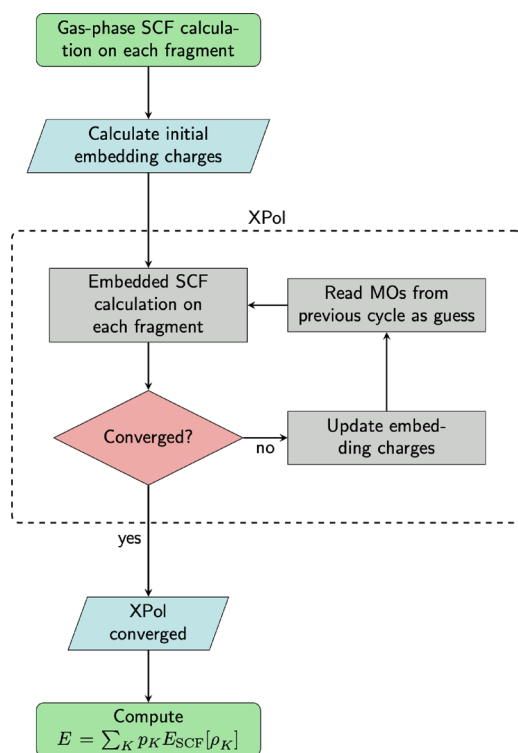 Gas-phase SCF calcula-
tion on each fragment
Calculate initial
embedding charges
XPol
Embedded SCF
calculation on
each fragment
Read MOs from
previous cycle as guess
Converged?
no
Update embed-
ding charges
yes
XPol
converged
Compute
E = ∑_K p_K E_SCF[ρ_K]